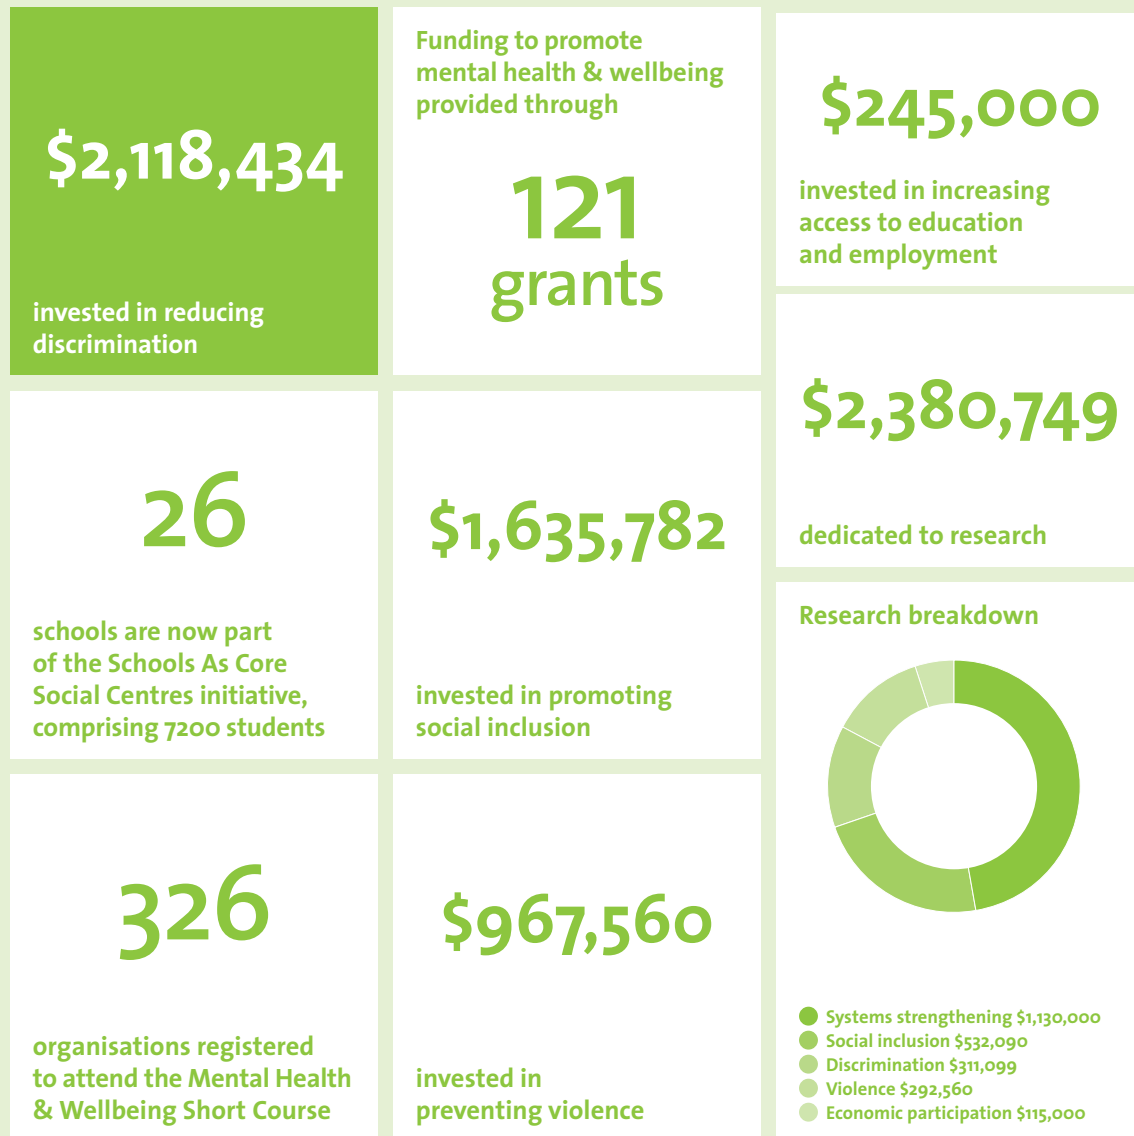 $2,118,434
invested in reducing
discrimination
Funding to promote
mental health & wellbeing
provided through
121
grants
$245,000
invested in increasing
access to education
and employment
$2,380,749
dedicated to research
26
schools are now part
of the Schools As Core
Social Centres initiative,
comprising 7200 students
$1,635,782
invested in promoting
social inclusion
Research breakdown
Systems strengthening $1,130,000
Social inclusion $532,090
Discrimination $311,099
Violence $292,560
Economic participation $115,000
326
organisations registered
to attend the Mental Health
& Wellbeing Short Course
$967,560
invested in
preventing violence